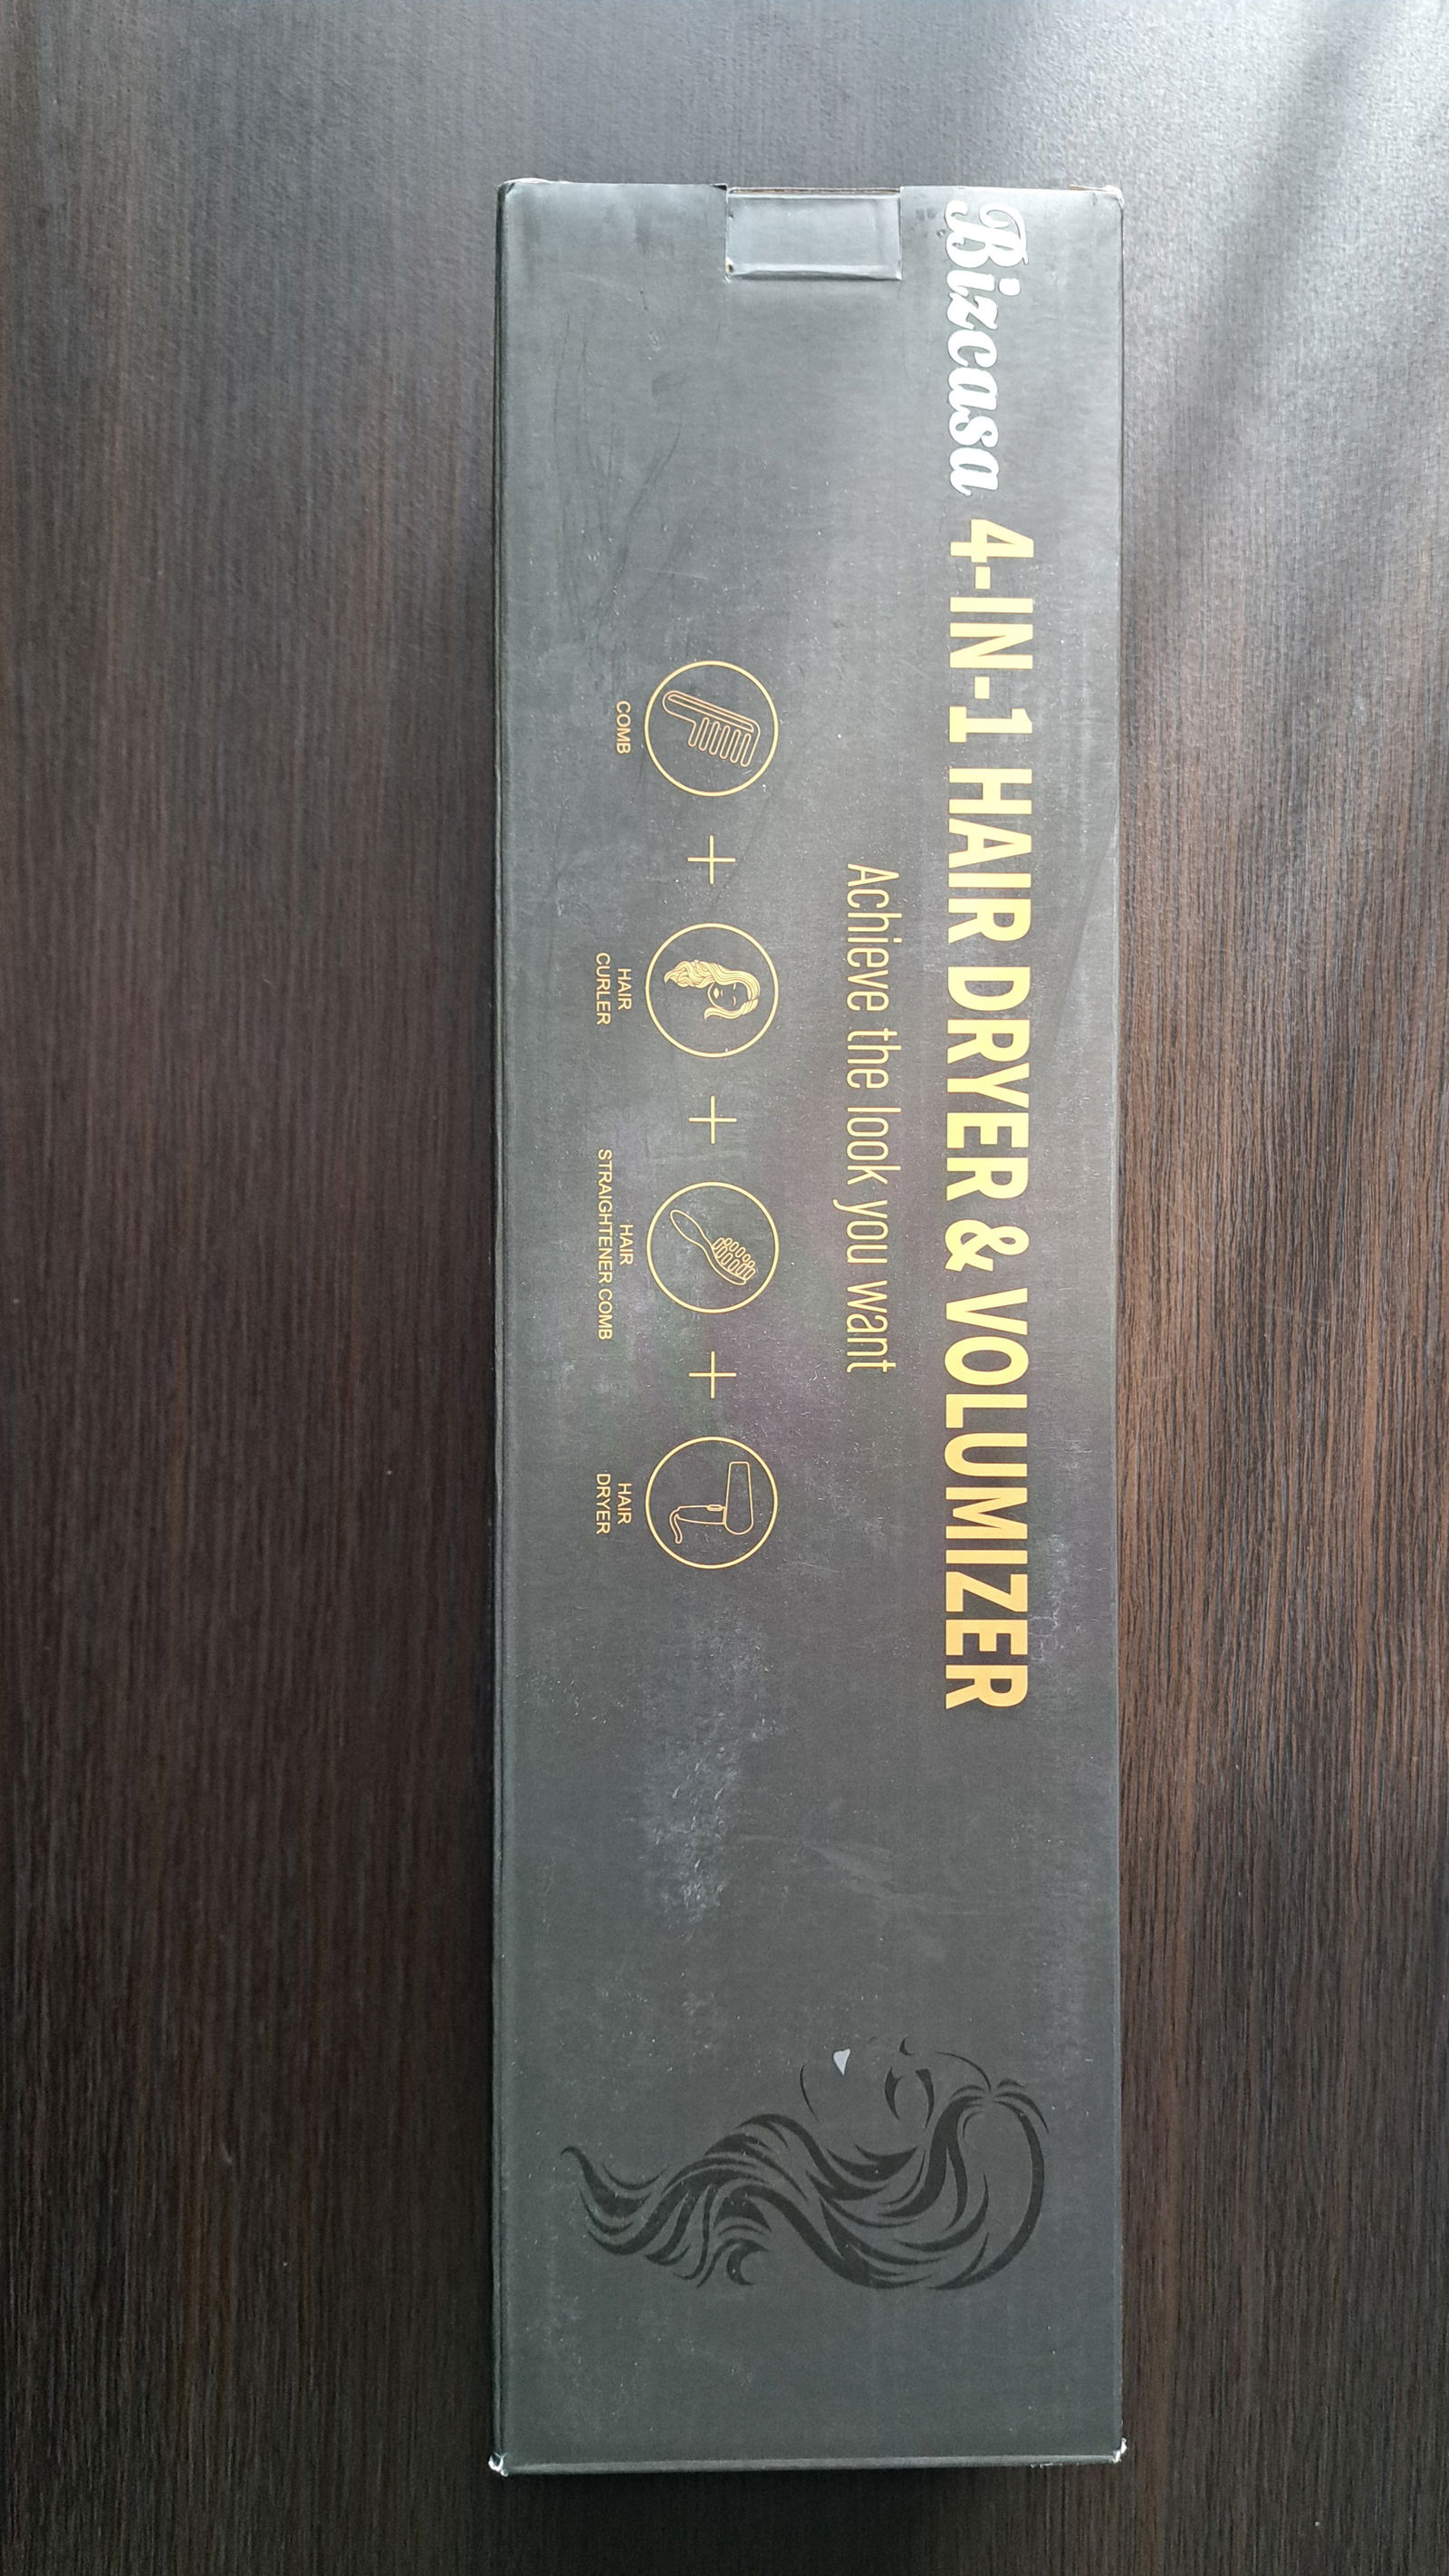 Bizcasa 4-IN-1 HAIR DRYER & VOLUMIZER
Achieve the look you want
COMB
HAIR
CURLER
HAIR
STRAIGHTENER COMB
HAIR
DRYER